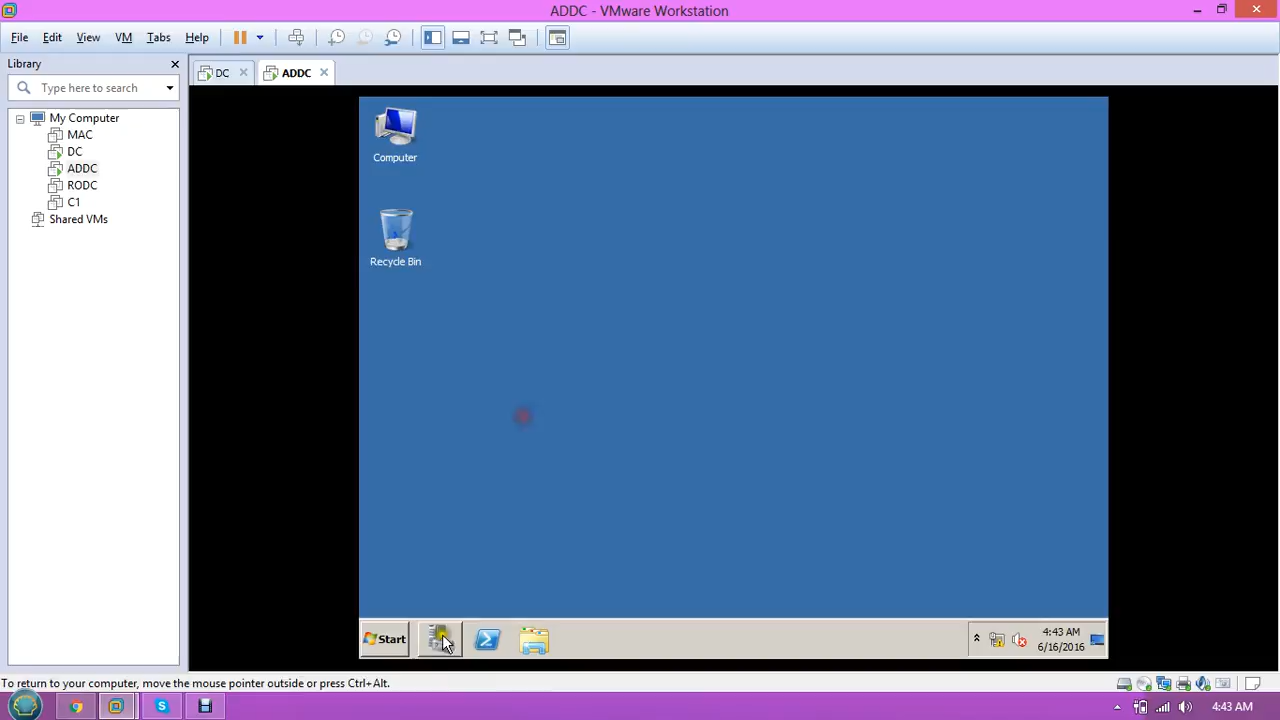 ADDC - VMware Workstation
File Edit View VM Tabs Help
Library
DC
ADDC
Type here to search
My Computer
MAC
DC
ADDC
RODC
C1
Shared VMs
Computer
Recycle Bin
Start
4:43 AM
6/16/2016
To return to your computer, move the mouse pointer outside or press Ctrl+Alt.
4:43 AM